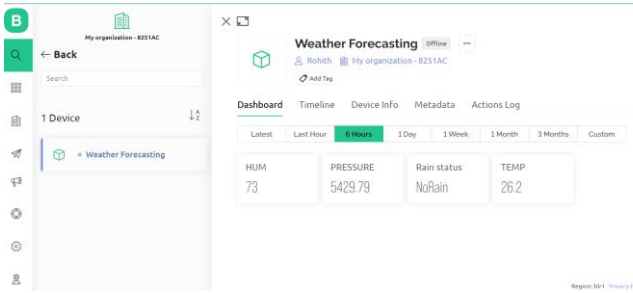 B
My organization - 8251AC
← Back
Search
1 Device
Weather Forecasting
Weather Forecasting Offline ...
Rohith My organization - 8251AC
Add Tag
Dashboard Timeline Device Info Metadata Actions Log
Latest Last Hour 6 Hours 1 Day 1 Week 1 Month 3 Months Custom
HUM PRESSURE Rain status TEMP
73 5429.79 NoRain 26.2
Region: blr1 Privacy